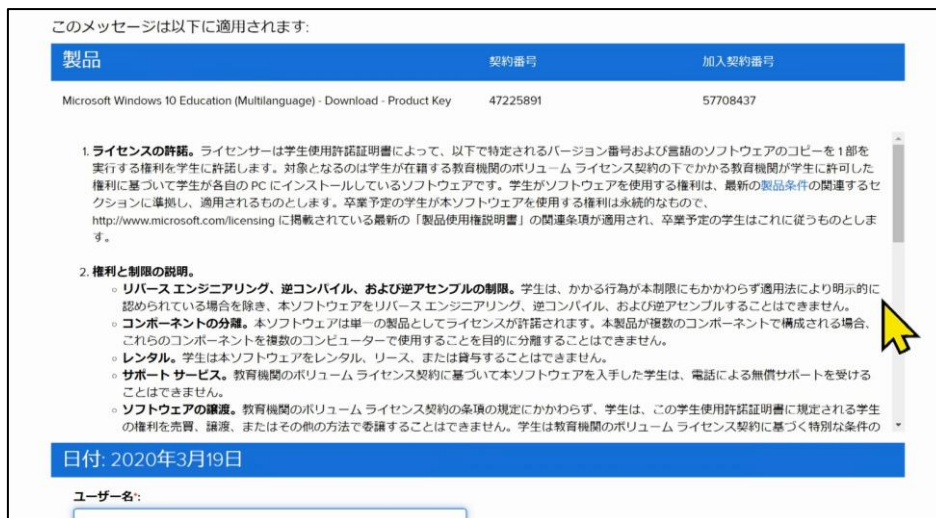 このメッセージは以下に適用されます:
製品 契約番号 加入契約番号
Microsoft Windows 10 Education (Multilanguage) - Download - Product Key 47225891 57708437
1. ライセンスの許諾。ライセンサーは学生使用許諾証明書によって、以下で特定されるバージョン番号および言語のソフトウェアのコピーを 1 部を
実行する権利を学生に許諾します。対象となるのは学生が在籍する教育機関のボリューム ライセンス契約の下でかかる教育機関が学生に許可した
権利に基づいて学生が各自の PC にインストールしているソフトウェアです。学生がソフトウェアを使用する権利は、最新の製品条件の関連するセ
クションに準拠し、適用されるものとします。卒業予定の学生が本ソフトウェアを使用する権利は永続的なもので、
http://www.microsoft.com/licensing に掲載されている最新の「製品使用権説明書」の関連条項が適用され、卒業予定の学生はこれに従うものとしま
す。
2. 権利と制限の説明。
◦ リバース エンジニアリング、逆コンパイル、および逆アセンブルの制限。学生は、かかる行為が本制限にもかかわらず適用法により明示的に
認められている場合を除き、本ソフトウェアをリバース エンジニアリング、逆コンパイル、および逆アセンブルすることはできません。
◦ コンポーネントの分離。本ソフトウェアは単一の製品としてライセンスが許諾されます。本製品が複数のコンポーネントで構成される場合、
これらのコンポーネントを複数のコンピューターで使用することを目的に分離することはできません。
◦ レンタル。学生は本ソフトウェアをレンタル、リース、または貸与することはできません。
◦ サポート サービス。教育機関のボリューム ライセンス契約に基づいて本ソフトウェアを入手した学生は、電話による無償サポートを受ける
ことはできません。
◦ ソフトウェアの譲渡。教育機関のボリューム ライセンス契約の条項の規定にかかわらず、学生は、この学生使用許諾証明書に規定される学生
の権利を売買、譲渡、またはその他の方法で委譲することはできません。学生は教育機関のボリューム ライセンス契約に基づく特別な条件の
日付: 2020年3月19日
ユーザー名*: